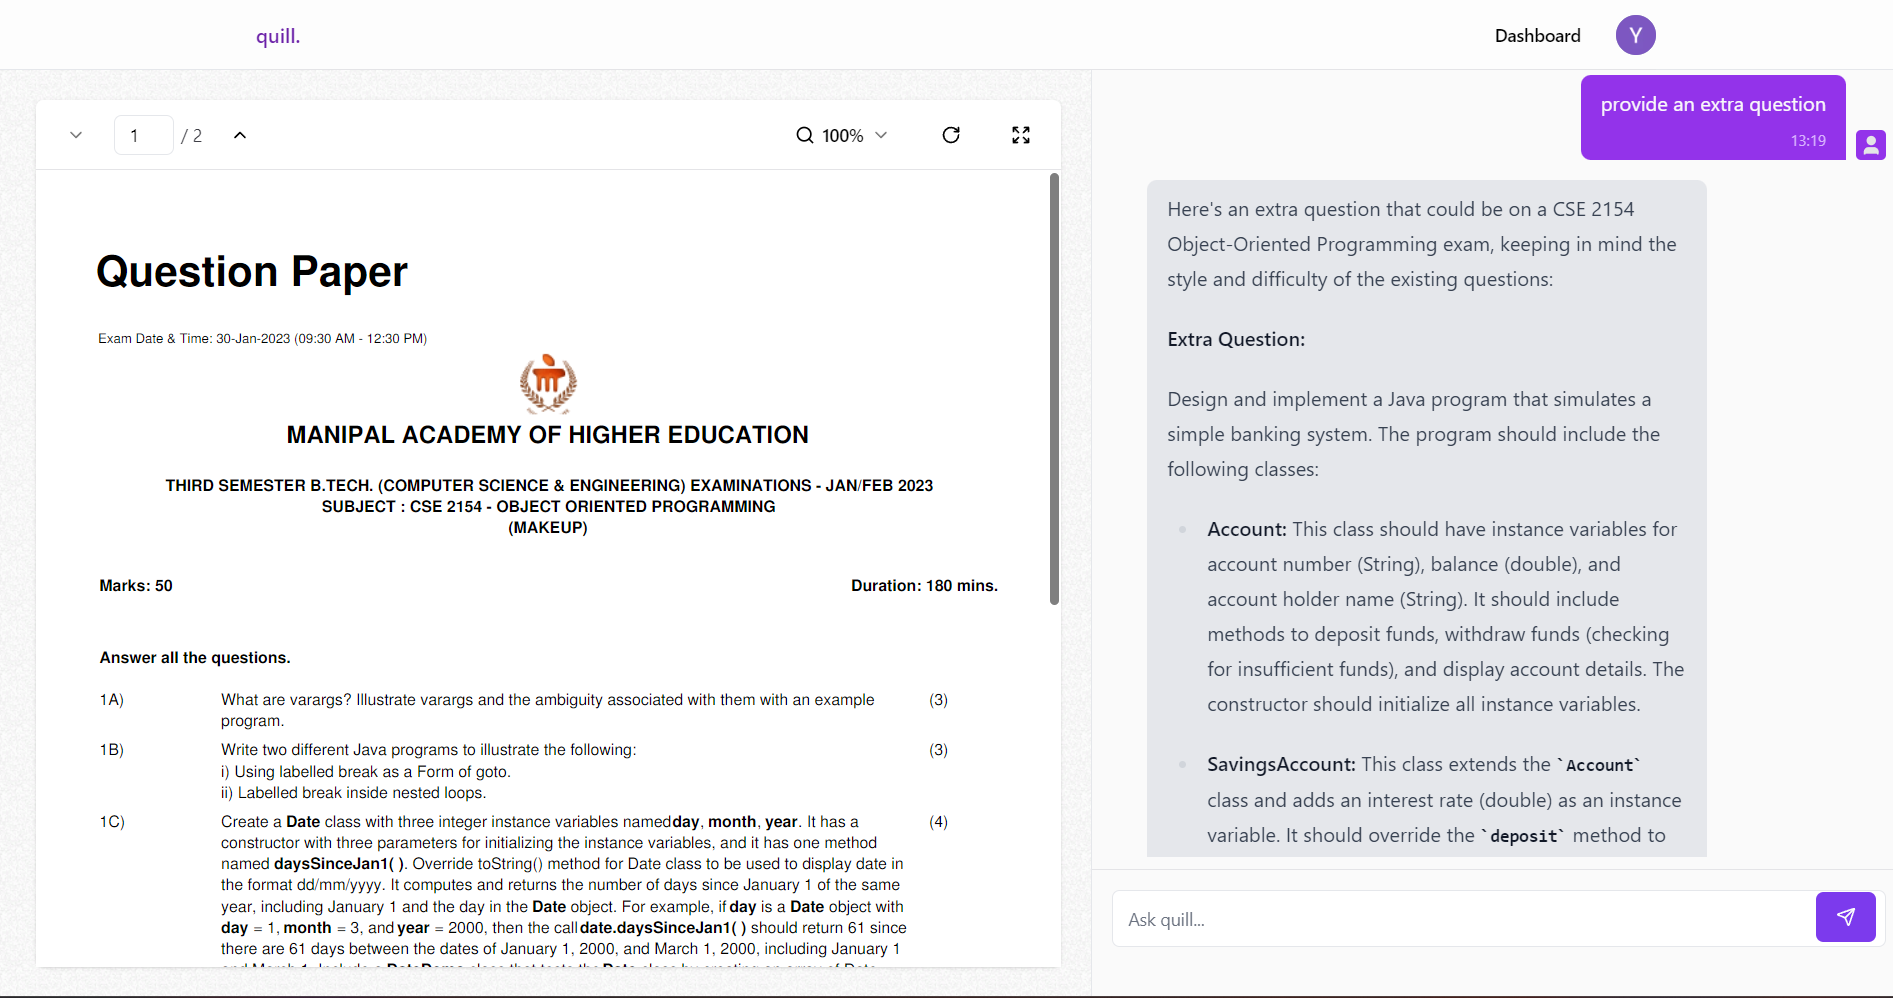 quill.
Dashboard
Y
1 / 2
100%
Question Paper
Exam Date & Time: 30-Jan-2023 (09:30 AM - 12:30 PM)
MANIPAL ACADEMY OF HIGHER EDUCATION
THIRD SEMESTER B.TECH. (COMPUTER SCIENCE & ENGINEERING) EXAMINATIONS - JAN/FEB 2023
SUBJECT : CSE 2154 - OBJECT ORIENTED PROGRAMMING
(MAKEUP)
Marks: 50
Duration: 180 mins.
Answer all the questions.
1A) What are varargs? Illustrate varargs and the ambiguity associated with them with an example (3)
program.
1B) Write two different Java programs to illustrate the following: (3)
i) Using labelled break as a Form of goto.
ii) Labelled break inside nested loops.
1C) Create a Date class with three integer instance variables namedday, month, year. It has a (4)
constructor with three parameters for initializing the instance variables, and it has one method
named daysSinceJan1( ). Override toString() method for Date class to be used to display date in
the format dd/mm/yyyy. It computes and returns the number of days since January 1 of the same
year, including January 1 and the day in the Date object. For example, if day is a Date object with
day = 1, month = 3, and year = 2000, then the call date.daysSinceJan1( ) should return 61 since
there are 61 days between the dates of January 1, 2000, and March 1, 2000, including January 1
provide an extra question
13:19
Here's an extra question that could be on a CSE 2154
Object-Oriented Programming exam, keeping in mind the
style and difficulty of the existing questions:
Extra Question:
Design and implement a Java program that simulates a
simple banking system. The program should include the
following classes:
Account: This class should have instance variables for
account number (String), balance (double), and
account holder name (String). It should include
methods to deposit funds, withdraw funds (checking
for insufficient funds), and display account details. The
constructor should initialize all instance variables.
SavingsAccount: This class extends the `Account`
class and adds an interest rate (double) as an instance
variable. It should override the `deposit` method to
Ask quill...